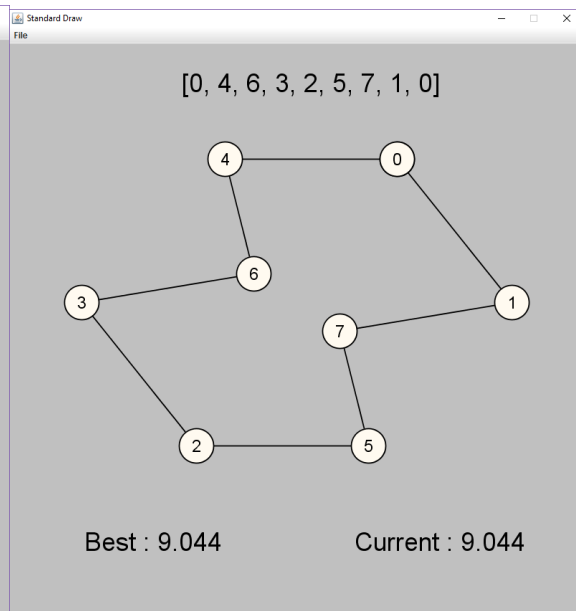 Standard Draw
File
[0, 4, 6, 3, 2, 5, 7, 1, 0]
4
0
6
3
1
7
2
5
Best : 9.044
Current : 9.044